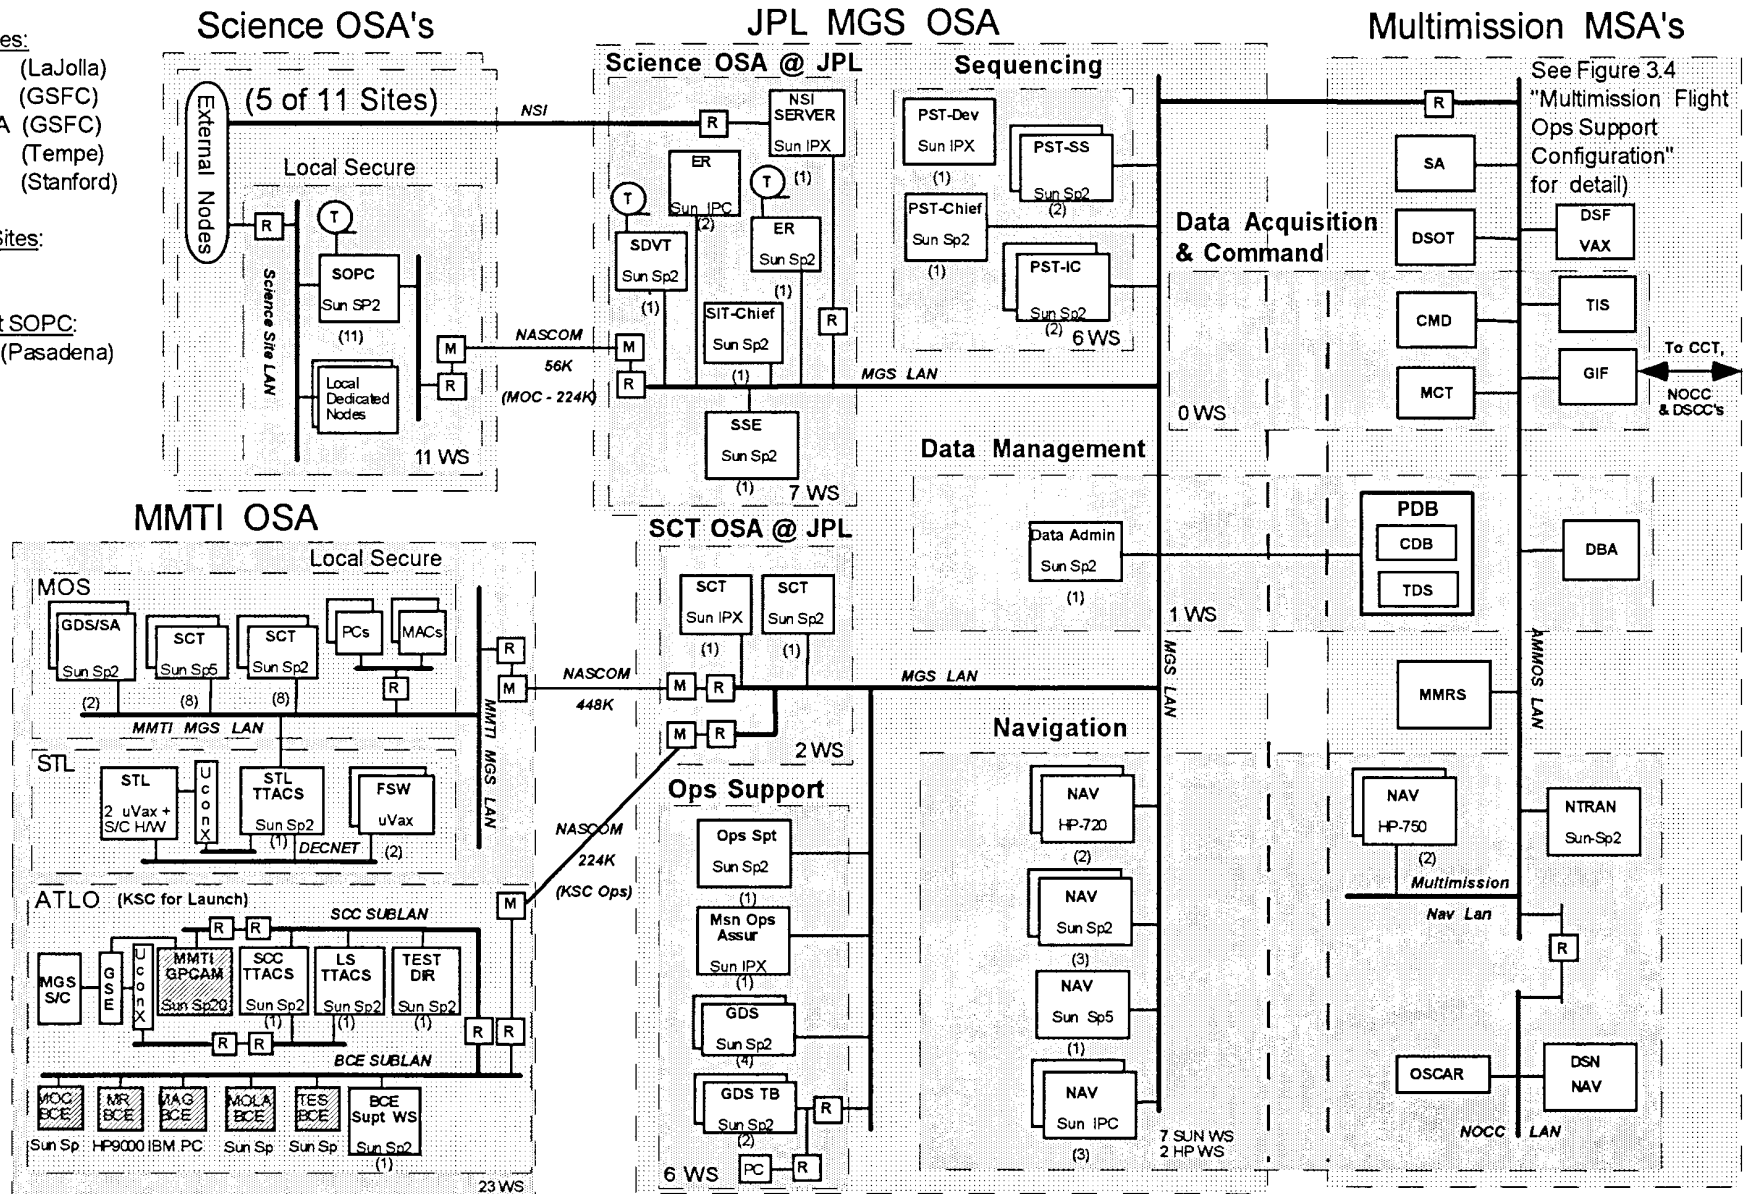 Science OSA's
JPL MGS OSA
Multimission MSA's
es:
(LaJolla)
(GSFC)
A (GSFC)
(Tempe)
(Stanford)
Sites:
t SOPC:
(Pasadena)
External Nodes
(5 of 11 Sites)
NSI
Local Secure
R
Science Site LAN
T
SOPC
Sun SP2
(11)
Local
Dedicated
Nodes
M
R
11 WS
NASCOM
56K
(MOC - 224K)
Science OSA @ JPL
R
NSI
SERVER
Sun IPX
(1)
ER
Sun IPC
(2)
T
T
SDVT
Sun Sp2
(1)
ER
Sun Sp2
(1)
SIT-Chief
Sun Sp2
(1)
R
M
R
MGS LAN
SSE
Sun Sp2
(1)
7 WS
Sequencing
PST-Dev
Sun IPX
(1)
PST-SS
Sun Sp2
(2)
PST-Chief
Sun Sp2
(1)
PST-IC
Sun Sp2
(2)
6 WS
Data Acquisition
& Command
0 WS
R
See Figure 3.4
"Multimission Flight
Ops Support
Configuration"
for detail)
SA
DSOT
DSF
VAX
CMD
TIS
MCT
GIF
To CCT,
NOCC
& DSCC's
Data Management
Data Admin
Sun Sp2
(1)
1 WS
PDB
CDB
TDS
DBA
MGS LAN
AMMOS LAN
MMRS
MMTI OSA
Local Secure
MOS
GDS/SA
Sun Sp2
(2)
SCT
Sun Sp5
(8)
SCT
Sun Sp2
(8)
PCs
MACs
R
R
M
MMTI MGS LAN
MMTI MGS LAN
NASCOM
448K
STL
STL
2 uVax +
S/C H/W
UconX
STL
TTACS
Sun Sp2
(1)
FSW
uVax
(2)
DECNET
NASCOM
224K
(KSC Ops)
ATLO (KSC for Launch)
M
SCC SUBLAN
R
R
MGS
S/C
GSE
UconX
MMTI
GPCAM
Sun Sp20
SCC
TTACS
Sun Sp2
(1)
LS
TTACS
Sun Sp2
(1)
TEST
DIR
Sun Sp2
(1)
R
R
R
R
BCE SUBLAN
MOC
BCE
Sun Sp
MR
BCE
HP9000
MAG
BCE
IBM PC
MOLA
BCE
Sun Sp
TES
BCE
Sun Sp
BCE
Supt WS
Sun Sp2
(1)
23 WS
SCT OSA @ JPL
SCT
Sun IPX
(1)
SCT
Sun Sp2
(1)
M
R
MGS LAN
M
R
2 WS
Ops Support
Ops Spt
Sun Sp2
(1)
Msn Ops
Assur
Sun IPX
(1)
GDS
Sun Sp2
(4)
GDS TB
Sun Sp2
(2)
R
PC
R
6 WS
Navigation
NAV
HP-720
(2)
NAV
Sun Sp2
(3)
NAV
Sun Sp5
(1)
NAV
Sun IPC
(3)
7 SUN WS
2 HP WS
NAV
HP-750
(2)
NTRAN
Sun-Sp2
Multimission
Nav Lan
R
OSCAR
DSN
NAV
NOCC LAN